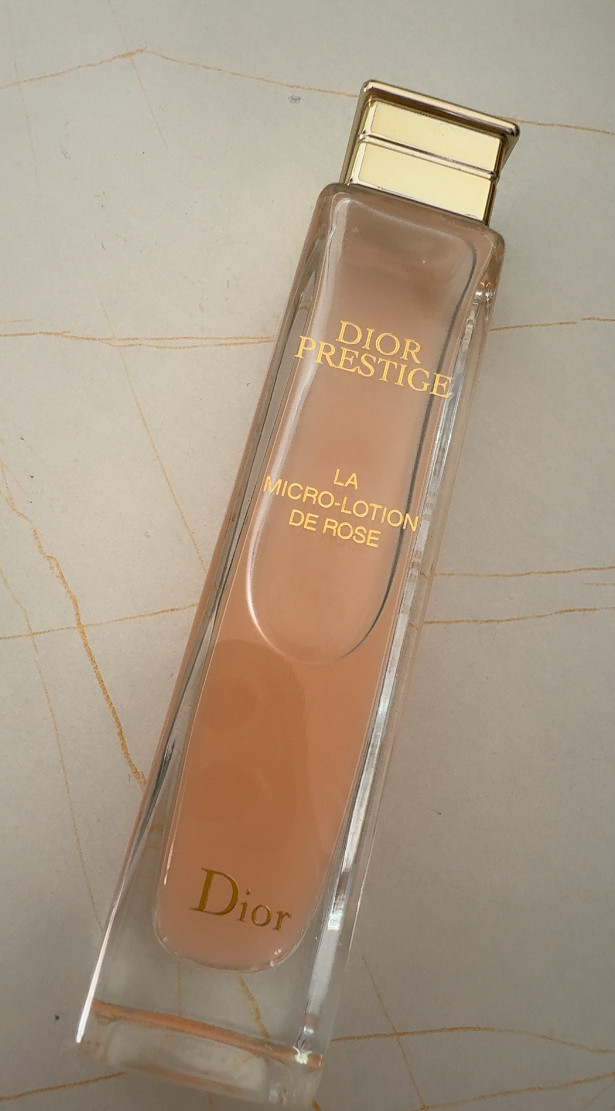 DIOR
PRESTIGE
LA
MICRO-LOTION
DE ROSE
Dior